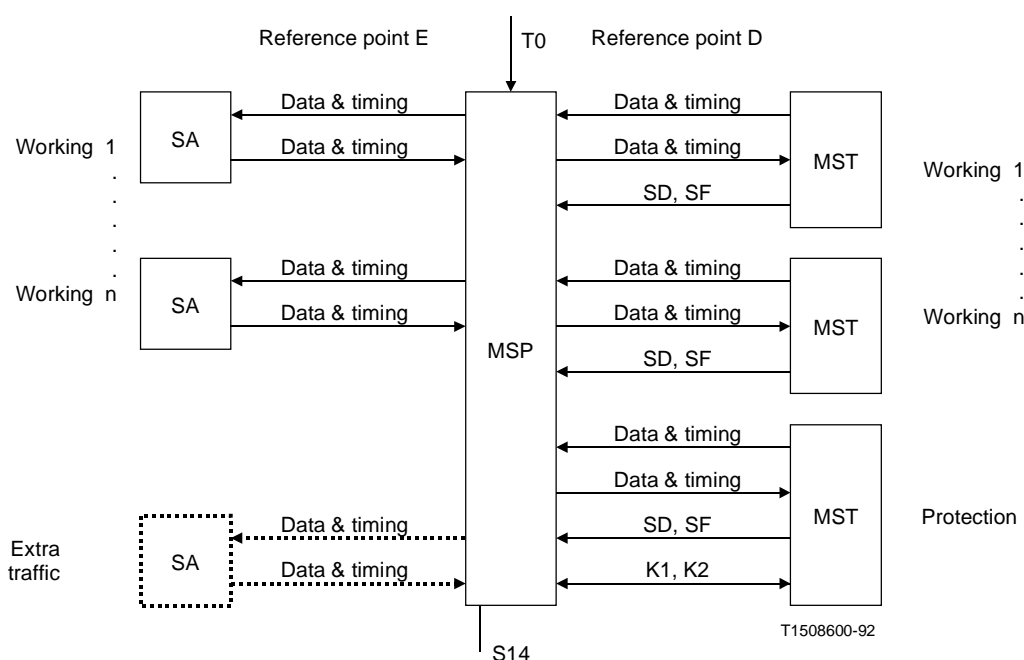 Reference point E
T0
Reference point D
Data & timing
Data & timing
SA
MST
Working 1
Data & timing
Data & timing
Working 1
.
.
.
.
.
SD, SF
.
.
.
.
.
Data & timing
Data & timing
SA
MST
Working n
Data & timing
Data & timing
Working n
MSP
SD, SF
Data & timing
Data & timing
MST
Protection
Extra
traffic
SA
Data & timing
SD, SF
Data & timing
K1, K2
T1508600-92
S14